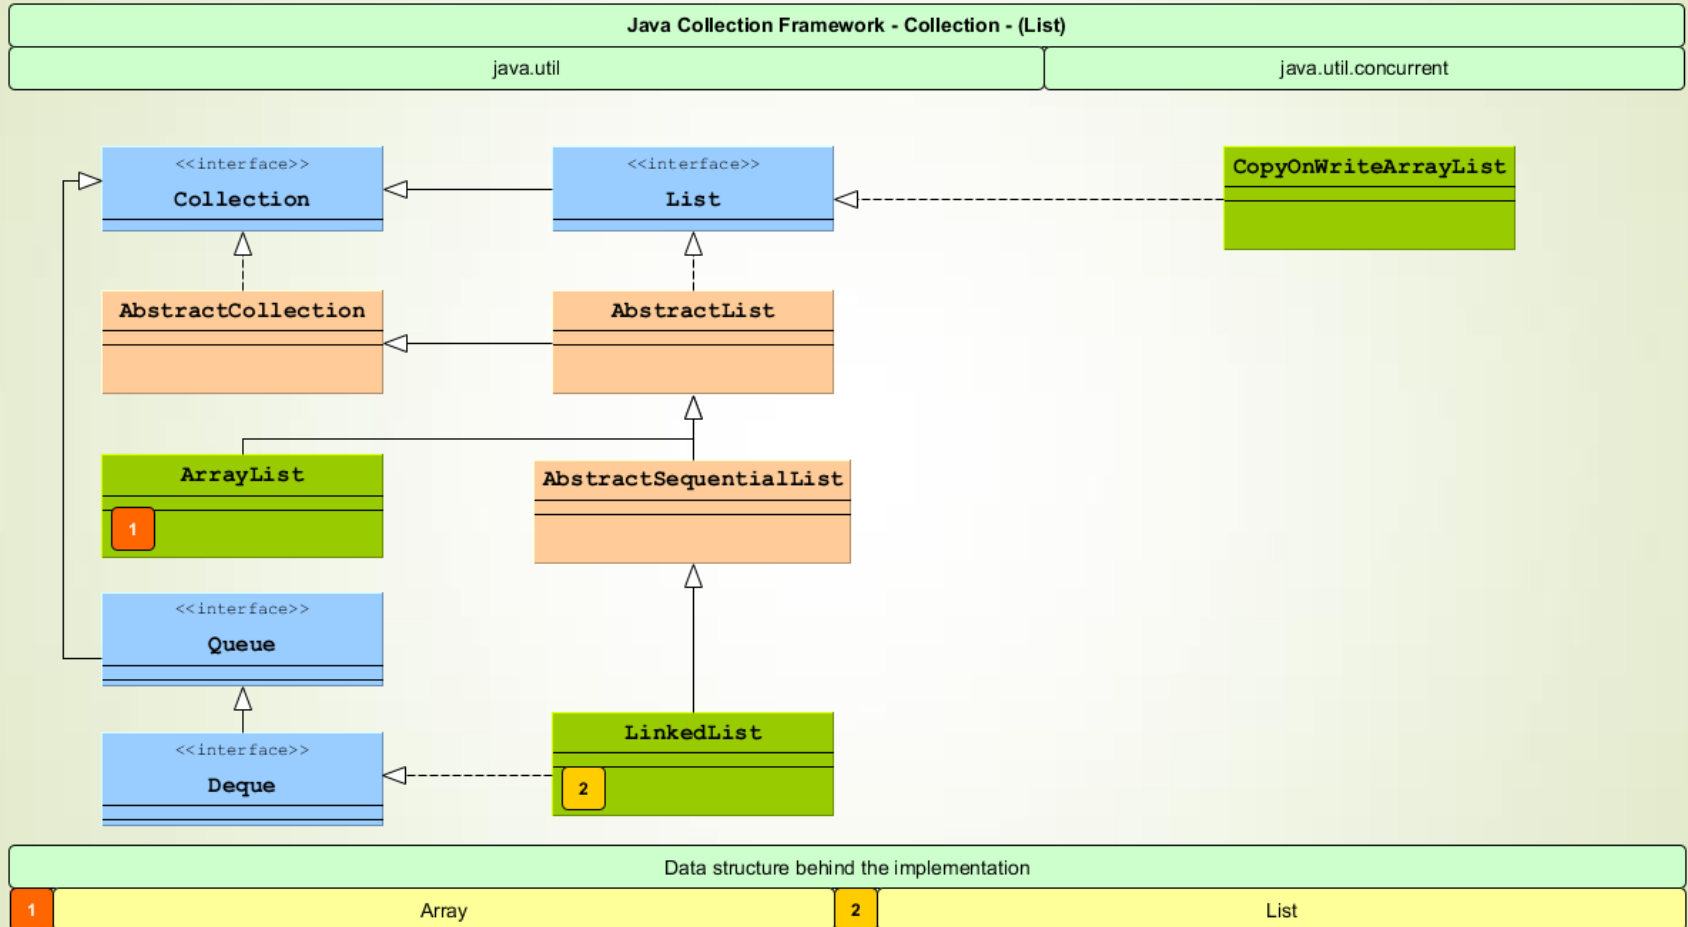 Java Collection Framework - Collection - (List)
java.util
java.util.concurrent
<<interface>>
Collection
<<interface>>
List
CopyOnWriteArrayList
AbstractCollection
AbstractList
ArrayList
1
AbstractSequentialList
<<interface>>
Queue
<<interface>>
Deque
LinkedList
2
Data structure behind the implementation
1
Array
2
List